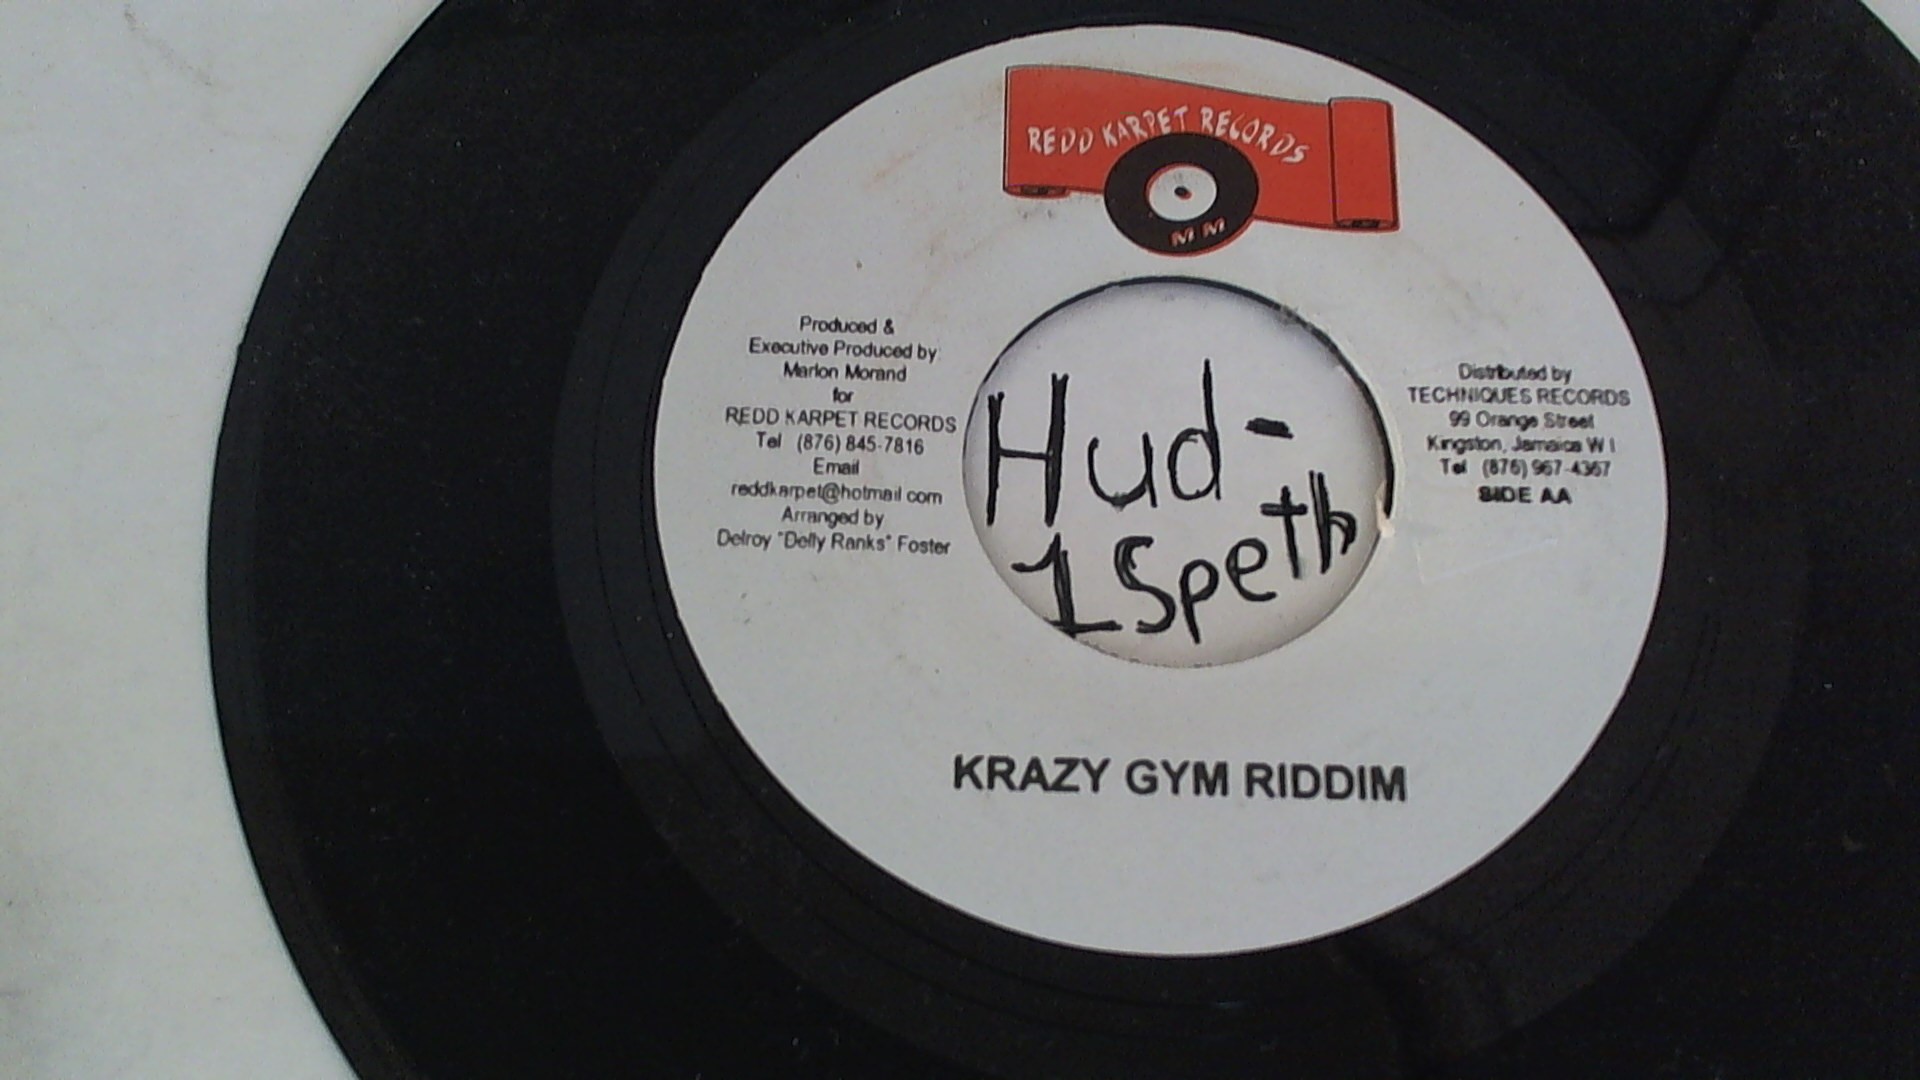 REDD KARPET RECORDS
MM
Produced &
Executive Produced by
Marlon Morand
for
REDD KARPET RECORDS
Tel (876) 845-7816
Email
reddkarpet@hotmail com
Arranged by
Delroy "Delly Ranks" Foster
Hud-
1Speth
Distributed by
TECHNIQUES RECORDS
99 Orange Street
Kingston, Jamaica W I
Tel (876) 967-4367
SIDE AA
KRAZY GYM RIDDIM